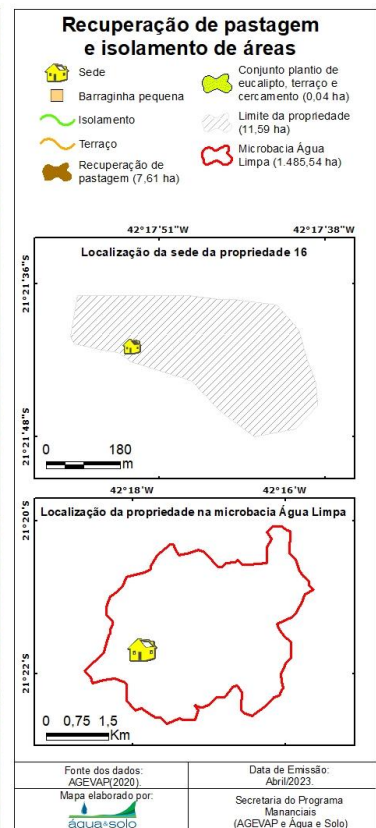 Recuperação de pastagem
e isolamento de áreas
Sede
Barraginha pequena
Isolamento
Terraço
Recuperação de
pastagem (7,61 ha)
Conjunto plantio de
eucalipto, terraço e
cercamento (0,04 ha)
Limite da propriedade
(11,59 ha)
Microbacia Água
Limpa (1.485,54 ha)
42°17'51"W
42°17'38"W
Localização da sede da propriedade 16
21°21'36"S
21°21'48"S
0 180
m
42°18'W
42°16'W
Localização da propriedade na microbacia Água Limpa
21°20'S
21°22'S
0 0,75 1,5
Km
Fonte dos dados:
AGEVAP(2020).
Data de Emissão:
Abril/2023.
Mapa elaborado por:
água&solo
Secretaria do Programa
Mananciais
(AGEVAP e Água e Solo)